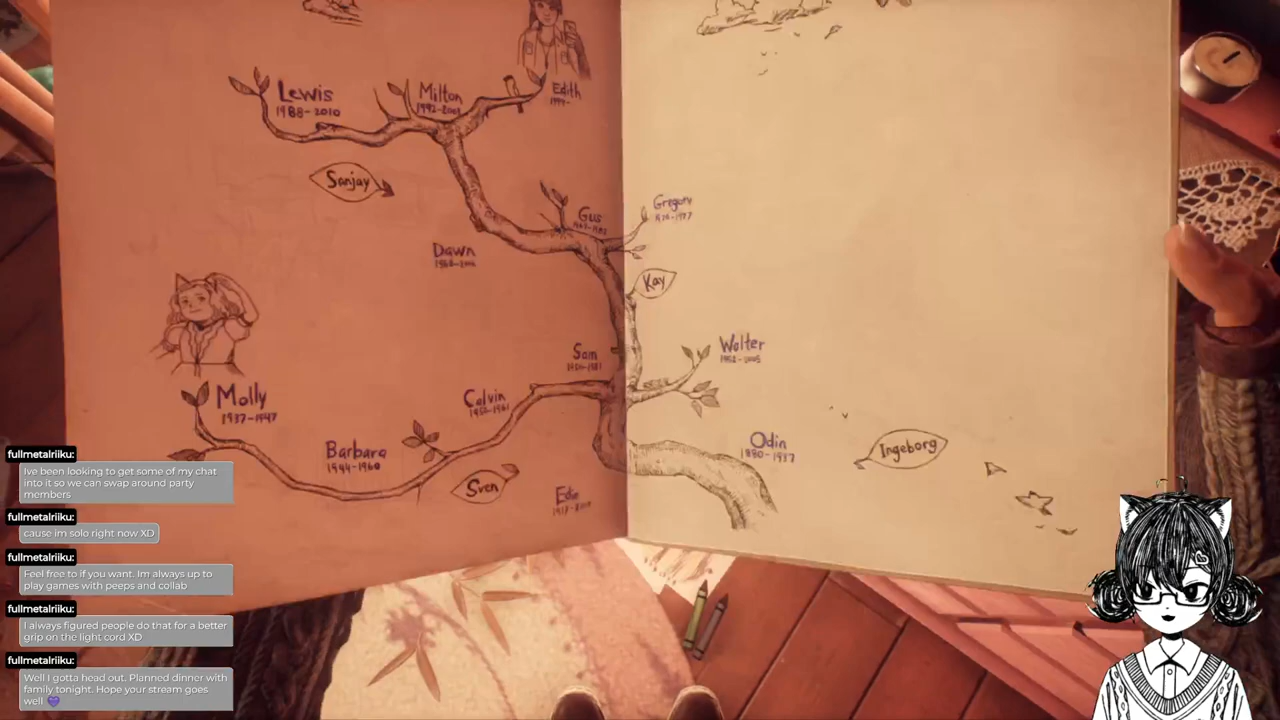 Lewis
1988-2010
Milton
Edith
Sanjay
Gus
Gregory
Dawn
Kay
Sam
Walter
Molly
1937-1947
Calvin
Barbara
1944-1960
Sven
Edie
Odin
1880-1937
Ingeborg
fullmetalriiku:
Ive been looking to get some of my chat
into it so we can swap around party
members
fullmetalriiku:
cause im solo right now XD
fullmetalriiku:
Feel free to if you want. Im always up to
play games with peeps and collab
fullmetalriiku:
I always figured people do that for a better
grip on the light cord XD
fullmetalriiku:
Well I gotta head out. Planned dinner with
family tonight. Hope your stream goes
well 💜